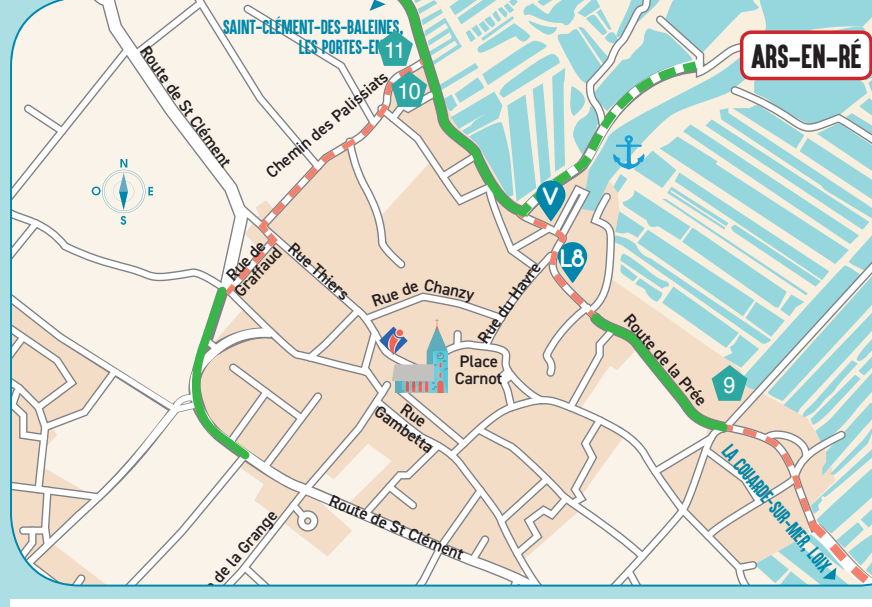 SAINT-CLÉMENT-DES-BALEINES,
LES PORTES-EN
11
ARS-EN-RÉ
10
Route de St Clément
Chemin des Palissiats
N
O E
S
V
L8
Rue de
Graffaud
Rue Thiers
Rue de Chanzy
Rue du Havre
Place
Carnot
Route de la Prée
9
Rue
Gambetta
LA COUARDE-SUR-MER, LOIX
Route de St Clément
de la Grange